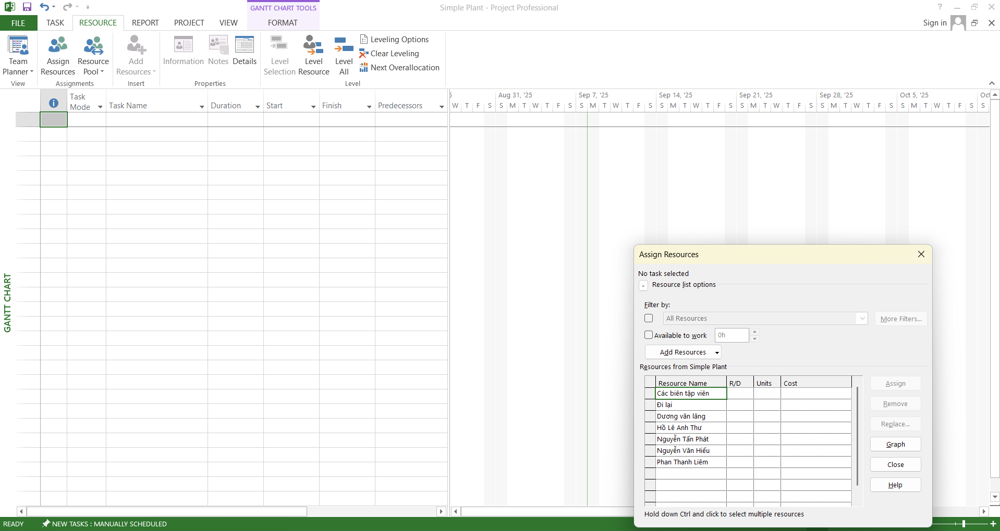 GANTT CHART TOOLS
Simple Plant - Project Professional
?
FILE
TASK
RESOURCE
REPORT
PROJECT
VIEW
FORMAT
Sign in
Team
Planner
Assign
Resources
Resource
Pool
Add
Resources
Information
Notes
Details
Level
Selection
Level
Resource
Level
All
Leveling Options
Clear Leveling
Next Overallocation
View
Assignments
Insert
Properties
Level
Task
Mode
Task Name
Duration
Start
Finish
Predecessors
5
Aug 31, '25
Sep 7, '25
Sep 14, '25
Sep 21, '25
Sep 28, '25
Oct 5, '25
Oct
W T F S S M T W T F S S M T W T F S S M T W T F S S M T W T F S S M T W T F S S M T W T F S S
GANTT CHART
Assign Resources
No task selected
- Resource list options
Filter by:
All Resources
More Filters...
Available to work
0h
Add Resources
Resources from Simple Plant
Resource Name R/D Units Cost
Các biên tập viên
Đi lại
Dương văn lăng
Hồ Lê Anh Thư
Nguyễn Tấn Phát
Nguyễn Văn Hiếu
Phan Thanh Liêm
Assign
Remove
Replace...
Graph
Close
Help
Hold down Ctrl and click to select multiple resources
READY
NEW TASKS : MANUALLY SCHEDULED